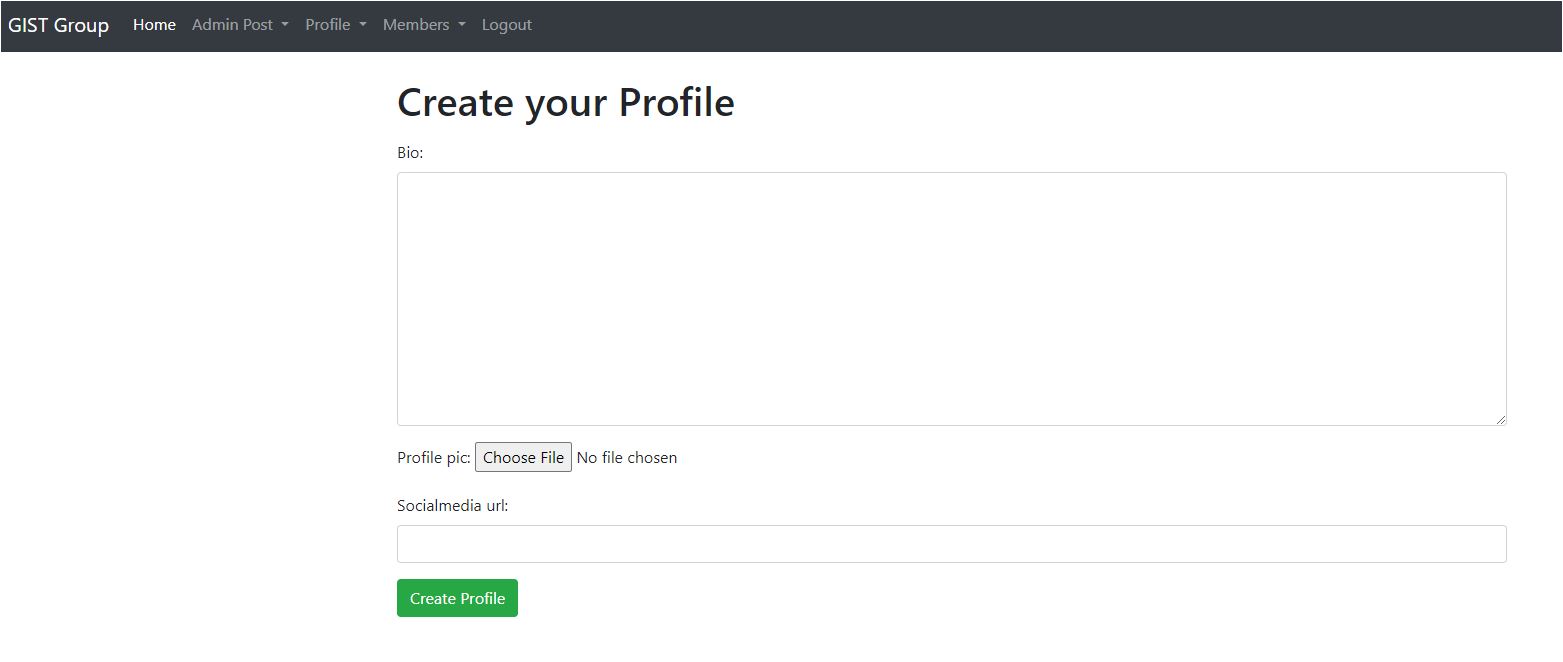 GIST Group Home Admin Post Profile Members Logout
Create your Profile
Bio:
Profile pic: Choose File No file chosen
Socialmedia url:
Create Profile